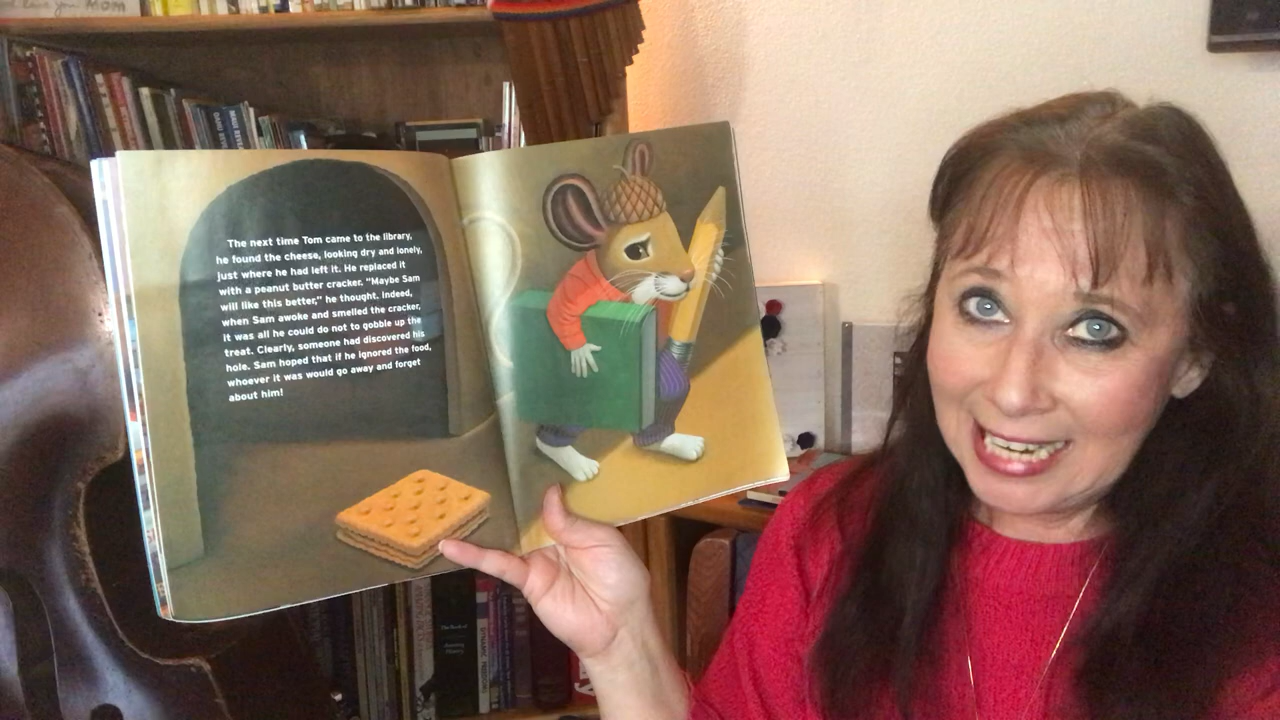 love you MOM
The next time Tom came to the library,
he found the cheese, looking dry and lonely,
just where he had left it. He replaced it
with a peanut butter cracker. “Maybe Sam
will like this better,” he thought. Indeed,
when Sam awoke and smelled the cracker,
it was all he could do not to gobble up the
treat. Clearly, someone had discovered his
hole. Sam hoped that if he ignored the food,
whoever it was would go away and forget
about him!